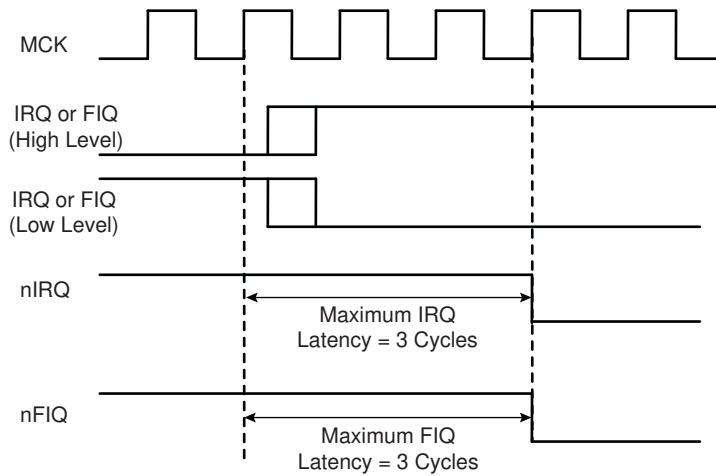 MCK
IRQ or FIQ
(High Level)
IRQ or FIQ
(Low Level)
nIRQ
Maximum IRQ
Latency = 3 Cycles
nFIQ
Maximum FIQ
Latency = 3 Cycles